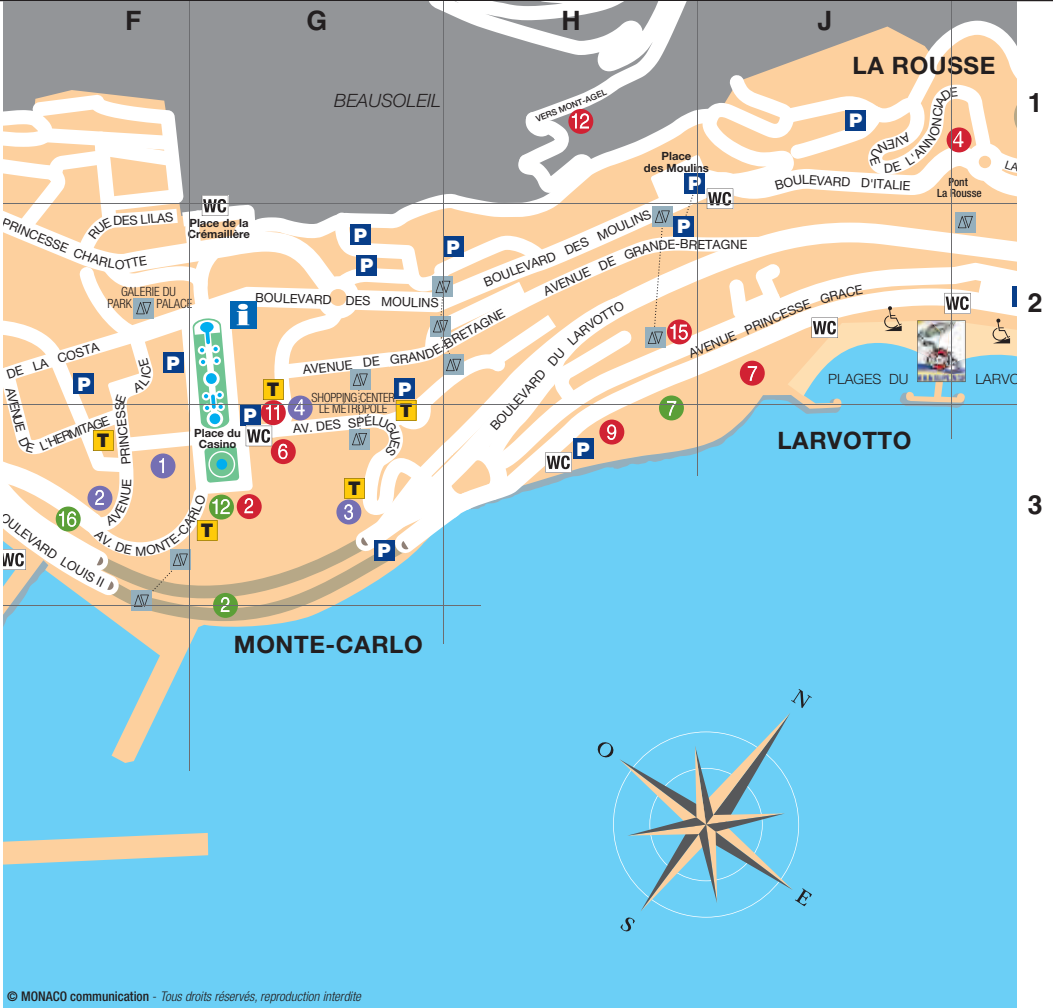 F
G
H
J
LA ROUSSE
BEAUSOLEIL
1
VERS MONT-AGEL
12
P
AVENUE
DE L'ANNONCIADE
4
Place
des Moulins
P
LA
BOULEVARD D'ITALIE
Pont
La Rousse
WC
WC
RUE DES LILAS
Place de la
Crémaillère
PRINCESSE CHARLOTTE
P
P
P
P
BOULEVARD DES MOULINS
AVENUE DE GRANDE-BRETAGNE
GALERIE DU
PARK PALACE
BOULEVARD DES MOULINS
i
2
WC
WC
AVENUE PRINCESSE GRACE
15
BOULEVARD DU LARVOTTO
AVENUE DE GRANDE-BRETAGNE
DE LA COSTA
P
P
ALICE
7
PLAGES DU
LARVO
T
SHOPPING CENTER
LE MÉTROPOLE
P
T
P
11
4
7
AVENUE DE L'HERMITAGE
T
Place du
Casino
WC
AV. DES SPÉLUGUES
9
LARVOTTO
P
WC
6
AVENUE PRINCESSE
1
2
T
3
12
2
3
16
T
AV. DE MONTE-CARLO
OULEVARD LOUIS II
WC
P
2
MONTE-CARLO
N
O
E
S
© MONACO communication - Tous droits réservés, reproduction interdite